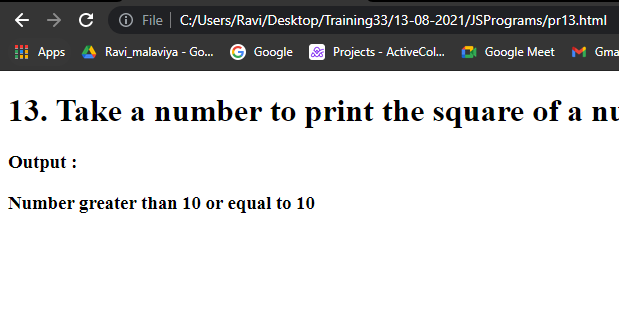 File | C:/Users/Ravi/Desktop/Training33/13-08-2021/JSPrograms/pr13.html
Apps Ravi_malaviya - Go... Google Projects - ActiveCol... Google Meet Gma
13. Take a number to print the square of a nu
Output :
Number greater than 10 or equal to 10